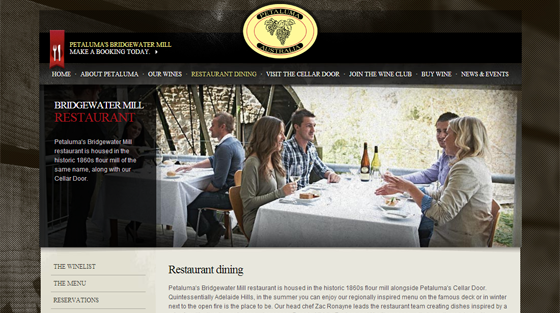 PETALUMA
AUSTRALIA
PETALUMA'S BRIDGEWATER MILL
MAKE A BOOKING TODAY.
HOME · ABOUT PETALUMA · OUR WINES · RESTAURANT DINING · VISIT THE CELLAR DOOR · JOIN THE WINE CLUB · BUY WINE · NEWS & EVENTS
BRIDGEWATER MILL
RESTAURANT
Petaluma's Bridgewater Mill
restaurant is housed in the
historic 1860s flour mill of the
same name, along with our
Cellar Door.
THE WINELIST
THE MENU
RESERVATIONS
Restaurant dining
Petaluma's Bridgewater Mill restaurant is housed in the historic 1860s flour mill alongside Petaluma's Cellar Door.
Quintessentially Adelaide Hills, in the summer you can enjoy our regionally inspired menu on the famous deck or in winter
next to the open fire is the place to be. Our head chef Zac Ronayne leads the restaurant team creating dishes inspired by a